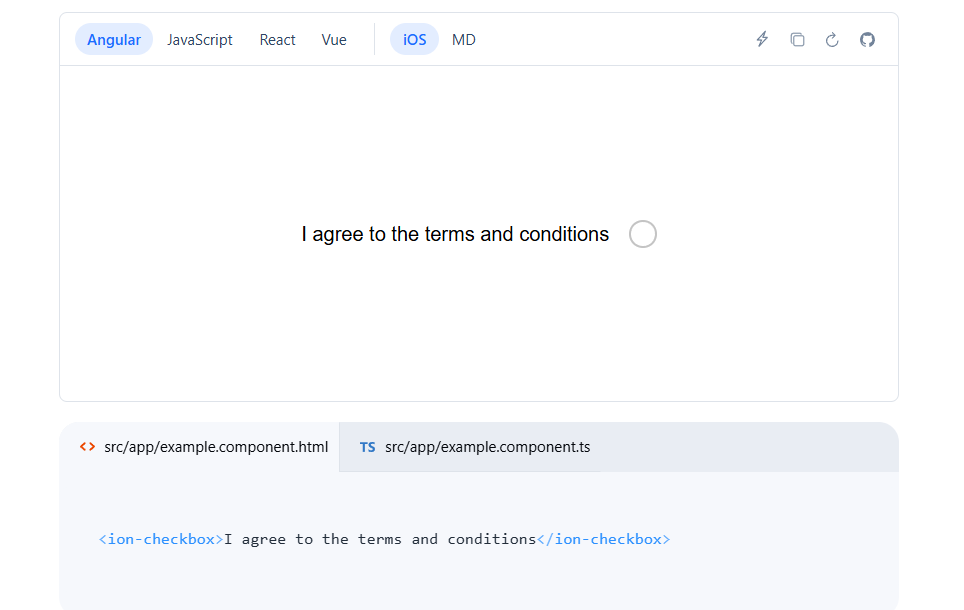 Angular JavaScript React Vue iOS MD
I agree to the terms and conditions
<> src/app/example.component.html TS src/app/example.component.ts
<ion-checkbox>I agree to the terms and conditions</ion-checkbox>